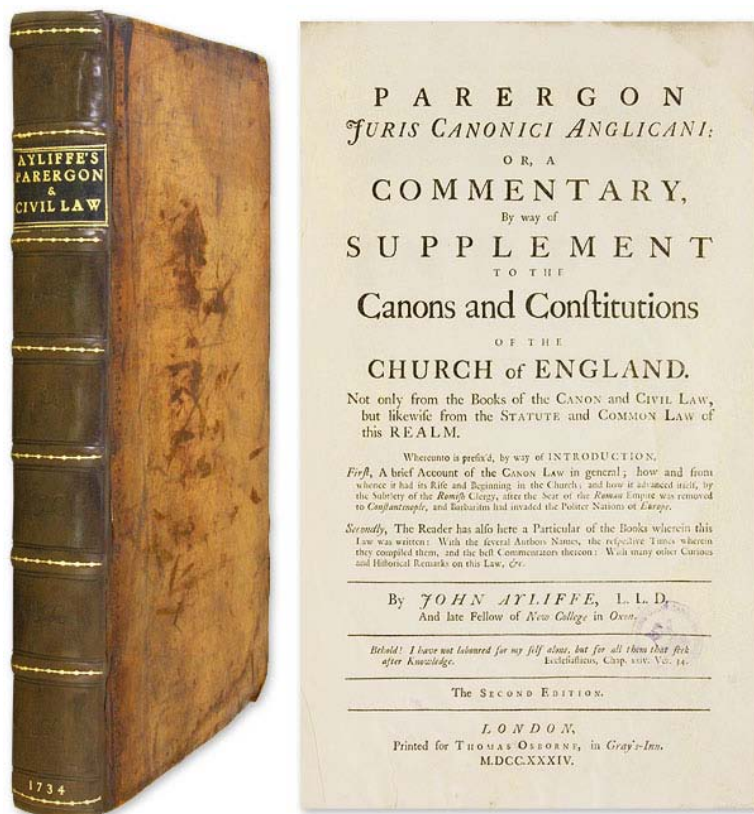 AYLIFFE'S
PARERGON
&
CIVIL LAW
1734
PARERGON
JURIS CANONICI ANGLICANI:
OR, A
COMMENTARY,
By way of
SUPPLEMENT
TO THE
Canons and Conſtitutions
OF THE
CHURCH of ENGLAND.
Not only from the Books of the CANON and CIVIL LAW,
but likewiſe from the STATUTE and COMMON LAW of
this REALM.
Whereunto is prefix'd, by way of INTRODUCTION,
Firſt, A brief Account of the CANON LAW in general; how and from
whence it had its Riſe and Beginning in the Church; and how it advanced itſelf, by
the Subtlety of the Romiſh Clergy, after the Seat of the Roman Empire was removed
to Conſtantinople, and Barbariſm had invaded the Politer Nations of Europe.
Secondly, The Reader has alſo here a Particular of the Books wherein this
Law was written: With the ſeveral Authors Names, the reſpective Times wherein
they compiled them, and the beſt Commentators thereon: With many other Curious
and Hiſtorical Remarks on this Law, &c.
By JOHN AYLIFFE, L. L. D.
And late Fellow of New College in Oxon.
Behold! I have not laboured for my ſelf alone, but for all them that ſeek
after Knowledge. Eccleſiaſticus, Chap. xxiv. Ver. 34.
The SECOND EDITION.
LONDON,
Printed for THOMAS OSBORNE, in Gray's-Inn.
M.DCC.XXXIV.